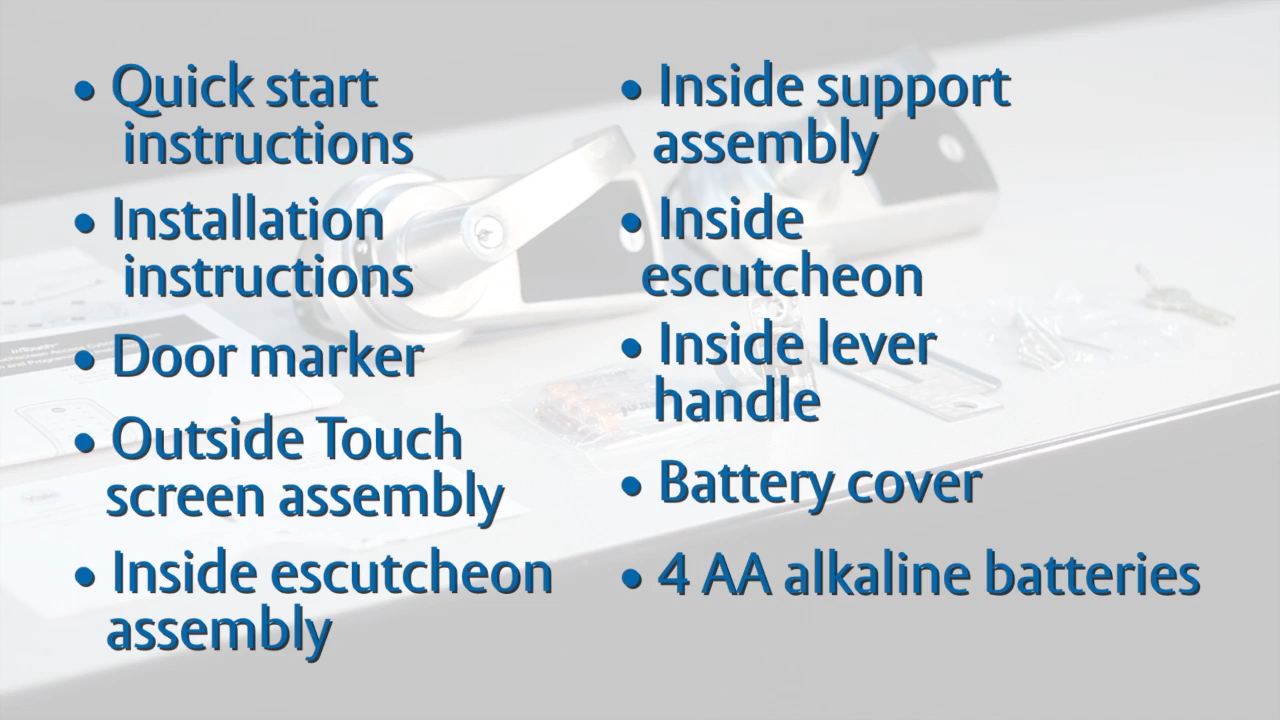 • Quick start
instructions
• Installation
instructions
• Door marker
• Outside Touch
screen assembly
• Inside escutcheon
assembly
• Inside support
assembly
• Inside
escutcheon
• Inside lever
handle
• Battery cover
• 4 AA alkaline batteries